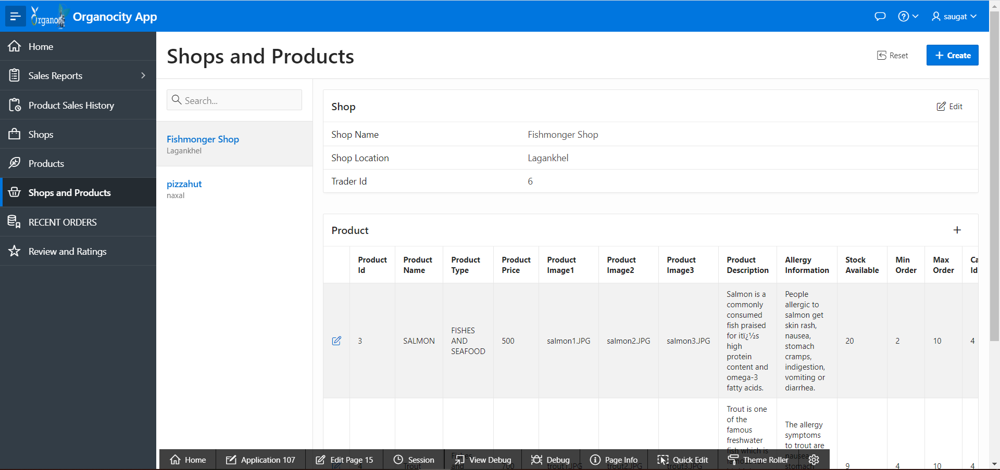 Organo
Organocity App
saugat
Home
Sales Reports
Product Sales History
Shops
Products
Shops and Products
RECENT ORDERS
Review and Ratings
Shops and Products
Reset
Create
Search...
Fishmonger Shop
Lagankhel
pizzahut
naxal
Shop
Edit
Shop Name Fishmonger Shop
Shop Location Lagankhel
Trader Id 6
Product
Product Id
Product Name
Product Type
Product Price
Product Image1
Product Image2
Product Image3
Product Description
Allergy Information
Stock Available
Min Order
Max Order
Ca
Id
3
SALMON
FISHES
AND
SEAFOOD
500
salmon1.JPG
salmon2.JPG
salmon3.JPG
Salmon is a
commonly
consumed
fish praised
for itï¿½s
high
protein
content and
omega-3
fatty acids.
People
allergic to
salmon get
skin rash,
nausea,
stomach
cramps,
indigestion,
vomiting or
diarrhea.
20
2
10
4
4
Trout
Fishes
and
700
trout1.JPG
trout2.JPG
trout3.JPG
Trout is one
of the
famous
freshwater
fish which is
The allergy
symptoms
to trout are
nausea,
stomach
9
4
10
4
Home
Application 107
Edit Page 15
Session
View Debug
Debug
Page Info
Quick Edit
Theme Roller